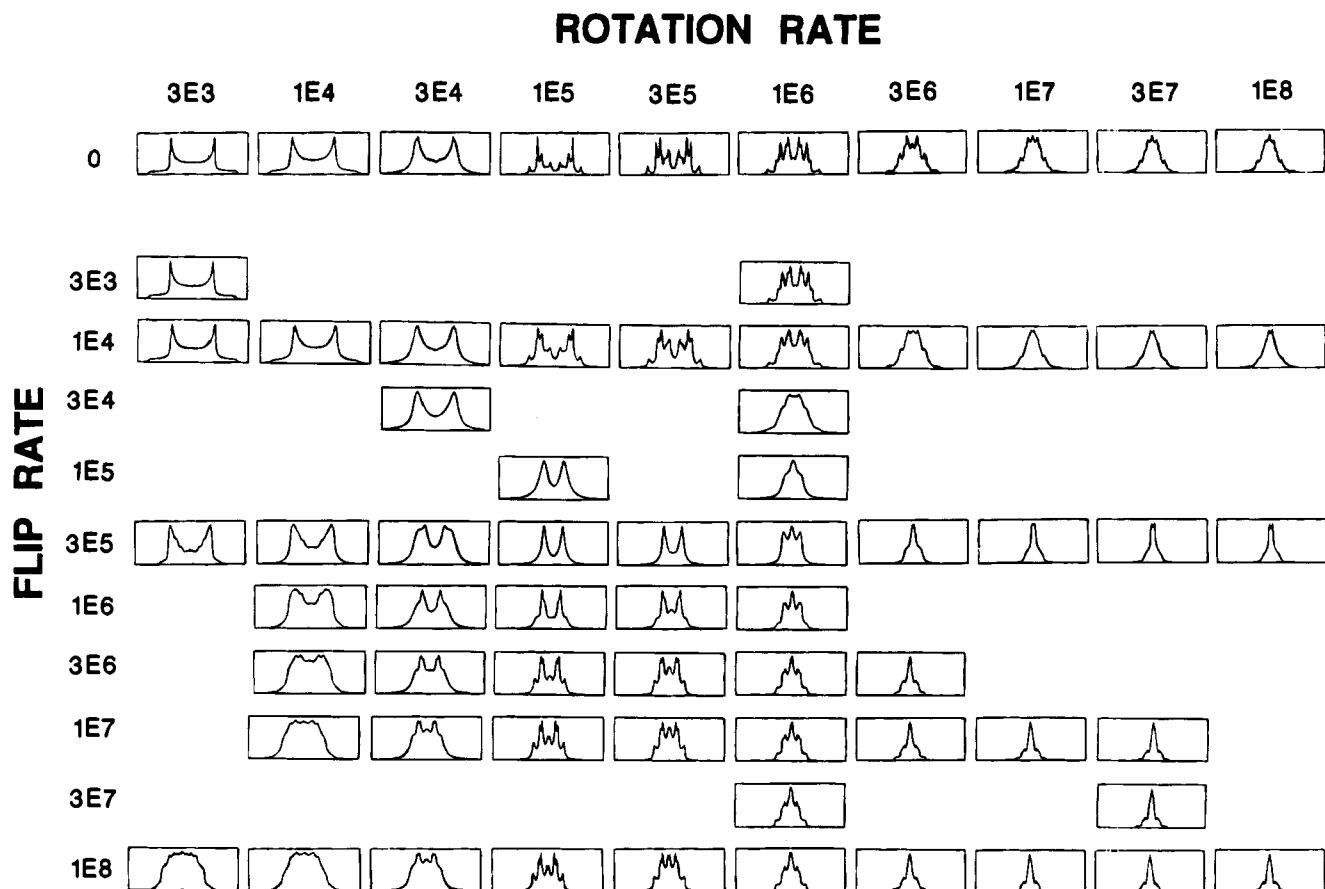 ROTATION RATE
3E3 1E4 3E4 1E5 3E5 1E6 3E6 1E7 3E7 1E8
0
3E3
1E4
3E4
1E5
3E5
1E6
3E6
1E7
3E7
1E8
FLIP RATE